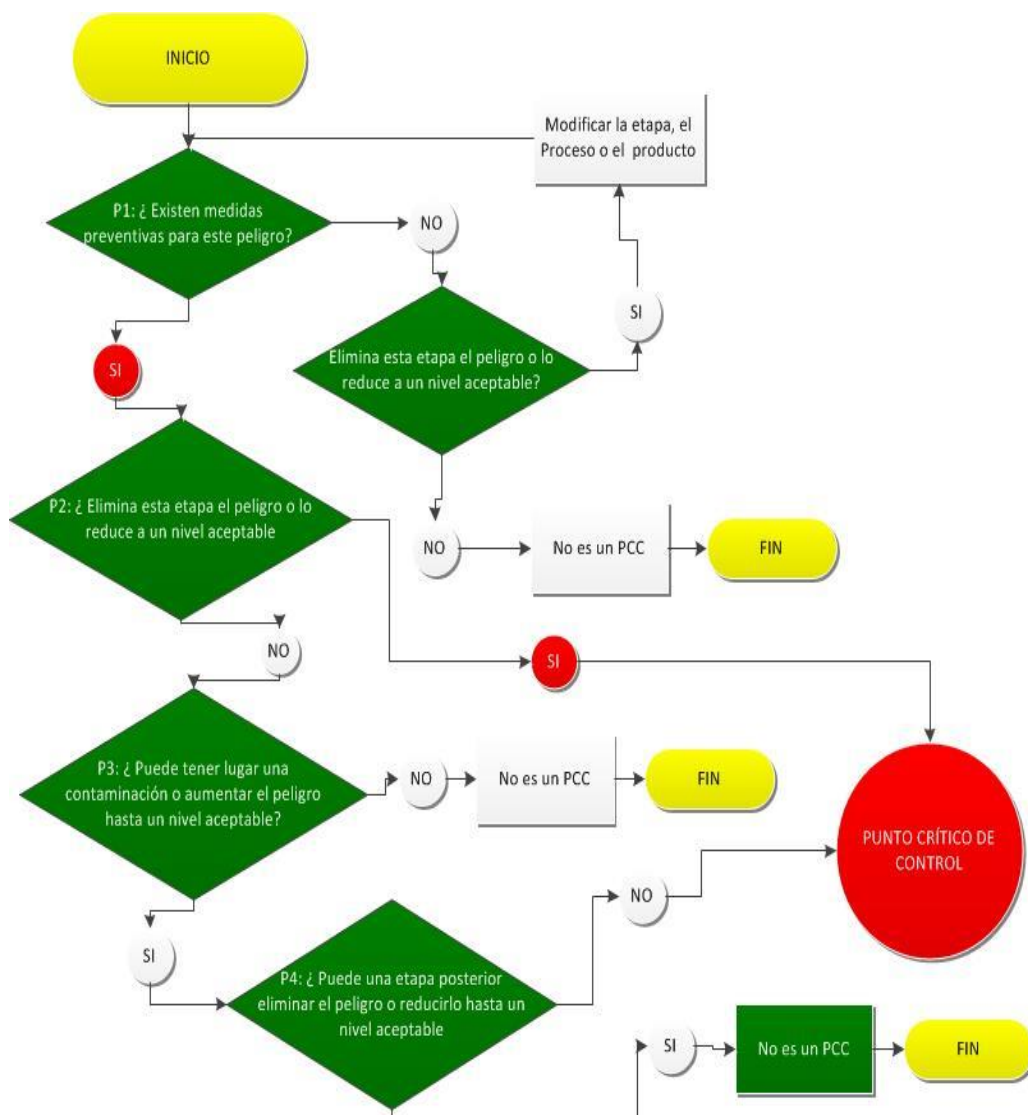 INICIO
Modificar la etapa, el
Proceso o el producto
P1: ¿ Existen medidas
preventivas para este peligro?
NO
SI
SI
Elimina esta etapa el peligro o lo
reduce a un nivel aceptable?
P2: ¿ Elimina esta etapa el peligro o lo
reduce a un nivel aceptable
NO
No es un PCC
FIN
NO
SI
P3: ¿ Puede tener lugar una
contaminación o aumentar el peligro
hasta un nivel aceptable?
NO
No es un PCC
FIN
PUNTO CRÍTICO DE
CONTROL
NO
SI
P4: ¿ Puede una etapa posterior
eliminar el peligro o reducirlo hasta un
nivel aceptable
SI
No es un PCC
FIN